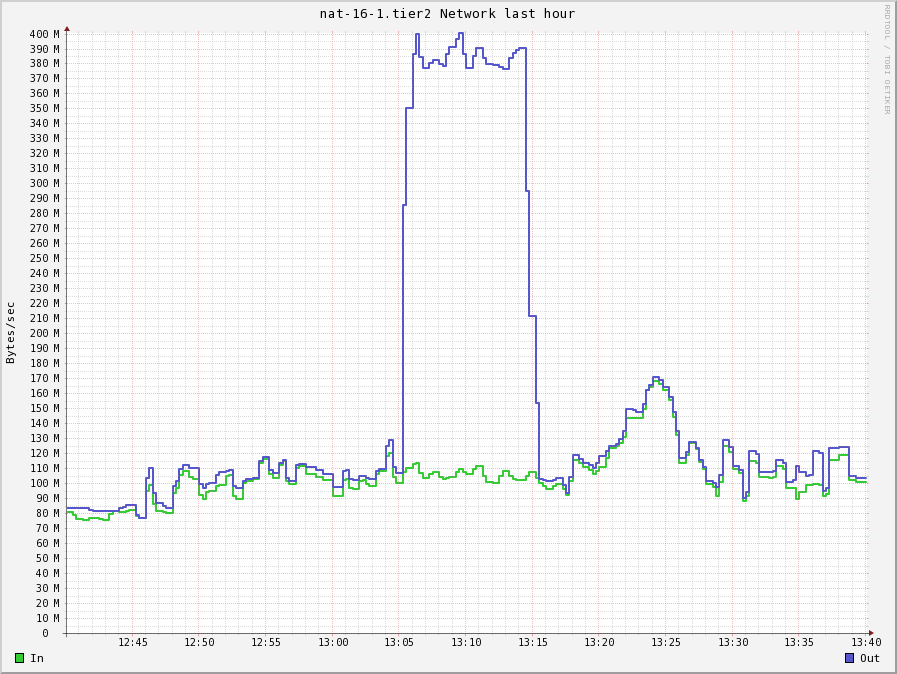 nat-16-1.tier2 Network last hour
RRDTOOL / TOBI OETIKER
Bytes/sec
400 M
390 M
380 M
370 M
360 M
350 M
340 M
330 M
320 M
310 M
300 M
290 M
280 M
270 M
260 M
250 M
240 M
230 M
220 M
210 M
200 M
190 M
180 M
170 M
160 M
150 M
140 M
130 M
120 M
110 M
100 M
90 M
80 M
70 M
60 M
50 M
40 M
30 M
20 M
10 M
0
12:45 12:50 12:55 13:00 13:05 13:10 13:15 13:20 13:25 13:30 13:35 13:40
In Out